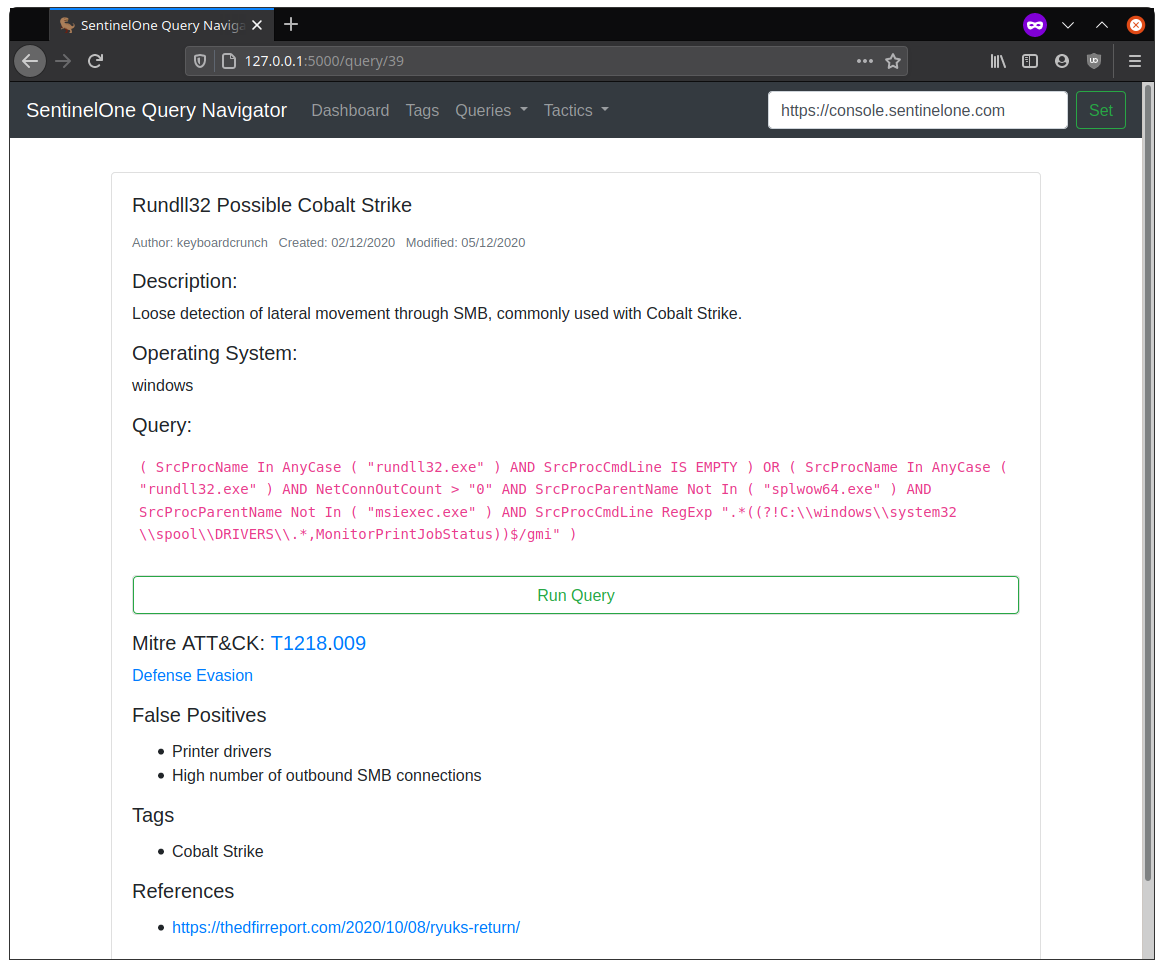 SentinelOne Query Naviga
127.0.0.1:5000/query/39
SentinelOne Query Navigator Dashboard Tags Queries Tactics https://console.sentinelone.com Set
Rundll32 Possible Cobalt Strike
Author: keyboardcrunch Created: 02/12/2020 Modified: 05/12/2020
Description:
Loose detection of lateral movement through SMB, commonly used with Cobalt Strike.
Operating System:
windows
Query:
( SrcProcName In AnyCase ( "rundll32.exe" ) AND SrcProcCmdLine IS EMPTY ) OR ( SrcProcName In AnyCase (
"rundll32.exe" ) AND NetConnOutCount > "0" AND SrcProcParentName Not In ( "splwow64.exe" ) AND
SrcProcParentName Not In ( "msiexec.exe" ) AND SrcProcCmdLine RegExp ".*((?!C:\\windows\\system32
\\spool\\DRIVERS\\.*,MonitorPrintJobStatus))$/gmi" )
Run Query
Mitre ATT&CK: T1218.009
Defense Evasion
False Positives
Printer drivers
High number of outbound SMB connections
Tags
Cobalt Strike
References
https://thedfirreport.com/2020/10/08/ryuks-return/